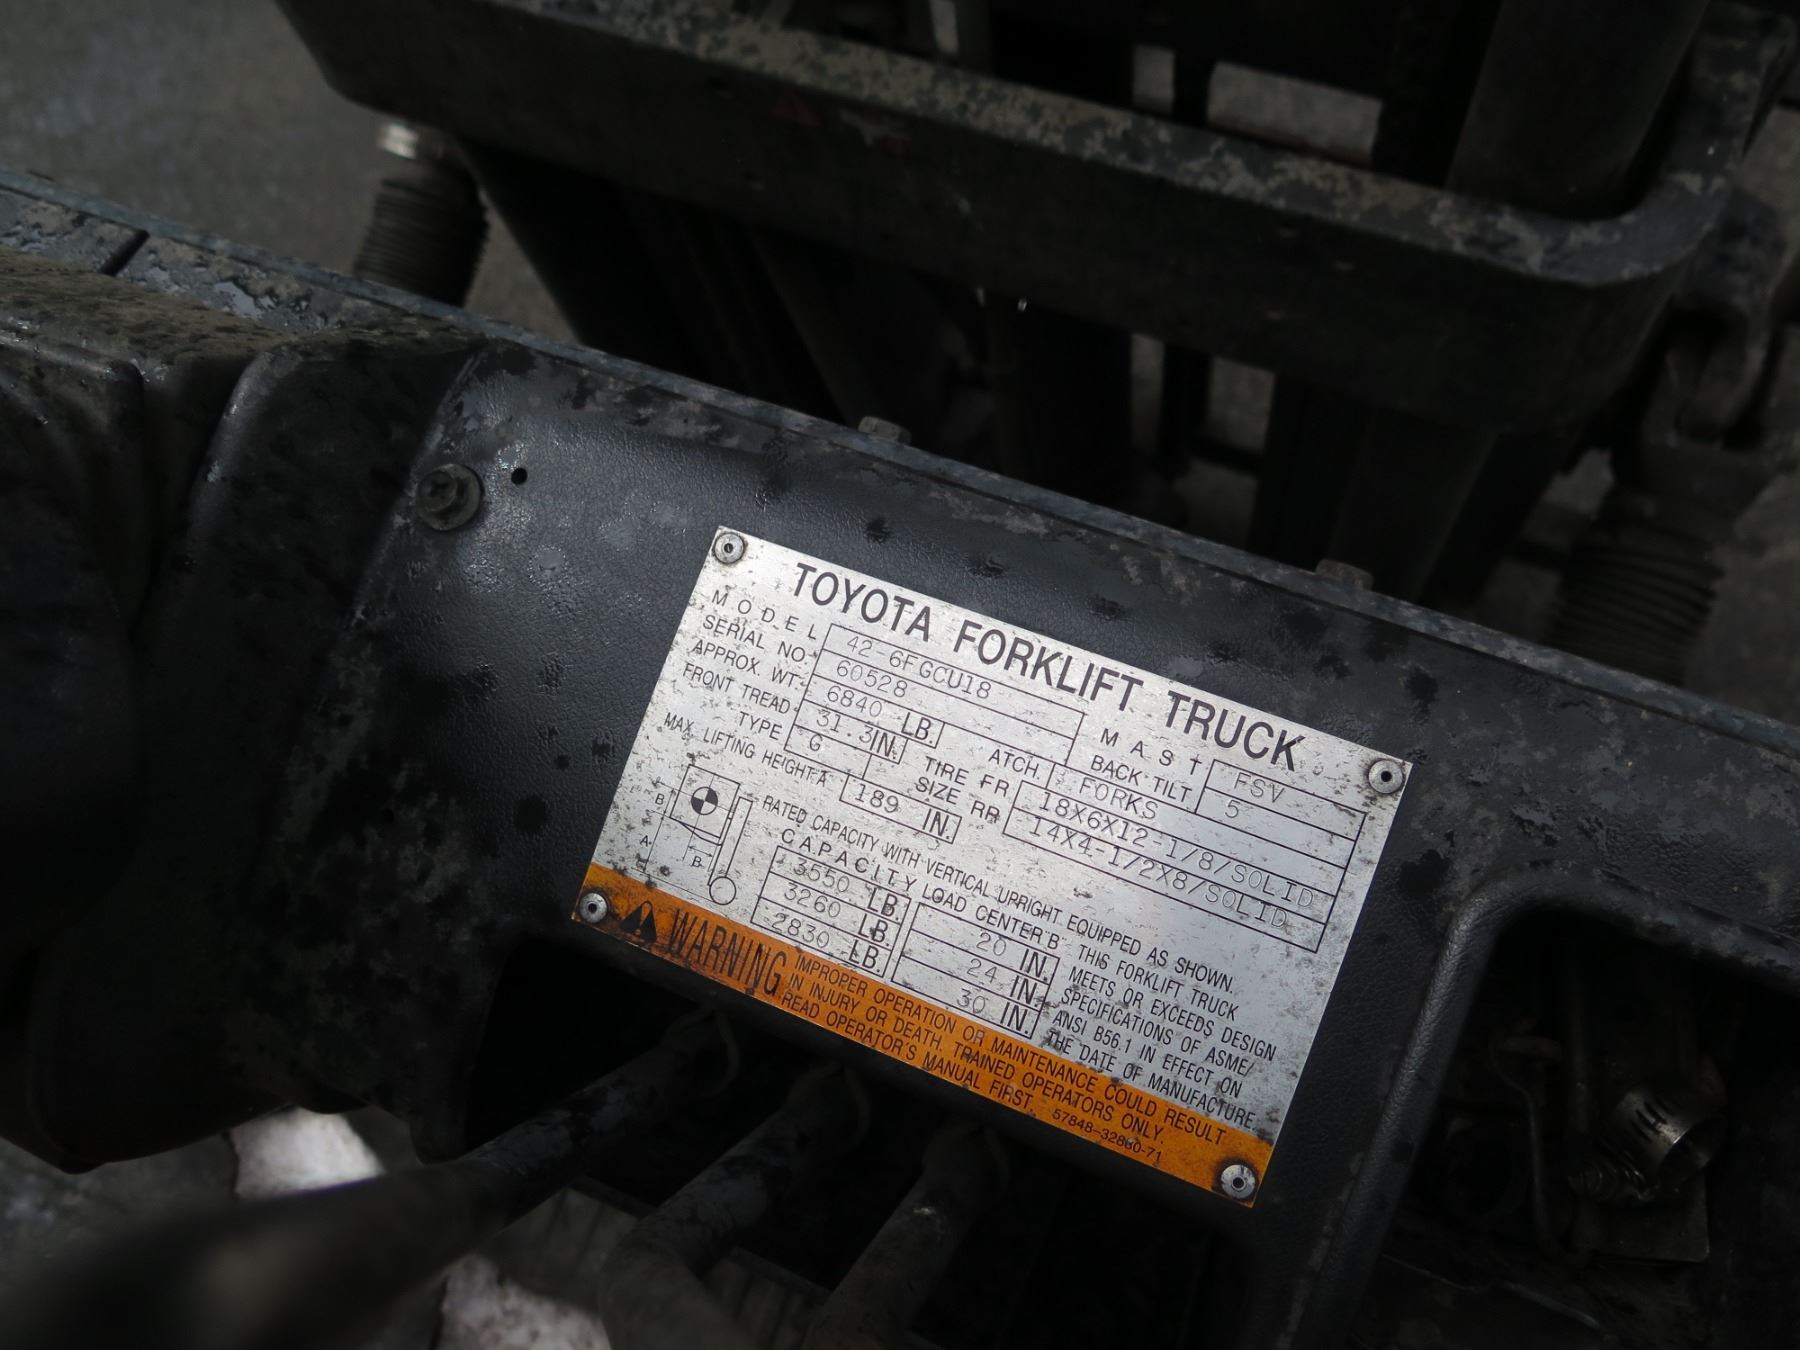 TOYOTA FORKLIFT TRUCK
MODEL 42-6FGCU18 MAST FSV
SERIAL NO. 60528 BACK TILT 5°
APPROX. WT. 6840 LB. ATCH. FORKS
FRONT TREAD 31.3 IN. TIRE FR 18X6X12-1/8/SOLID
TYPE G SIZE RR 14X4-1/2X8/SOLID
MAX. LIFTING HEIGHT:A 189 IN.
RATED CAPACITY WITH VERTICAL UPRIGHT EQUIPPED AS SHOWN.
CAPACITY LOAD CENTER B
3550 LB. 20 IN.
3260 LB. 24 IN.
2830 LB. 30 IN.
B
A
B
THIS FORKLIFT TRUCK
MEETS OR EXCEEDS DESIGN
SPECIFICATIONS OF ASME/
ANSI B56.1 IN EFFECT ON
THE DATE OF MANUFACTURE.
WARNING
IMPROPER OPERATION OR MAINTENANCE COULD RESULT
IN INJURY OR DEATH. TRAINED OPERATORS ONLY.
READ OPERATOR'S MANUAL FIRST. 57848-32880-71